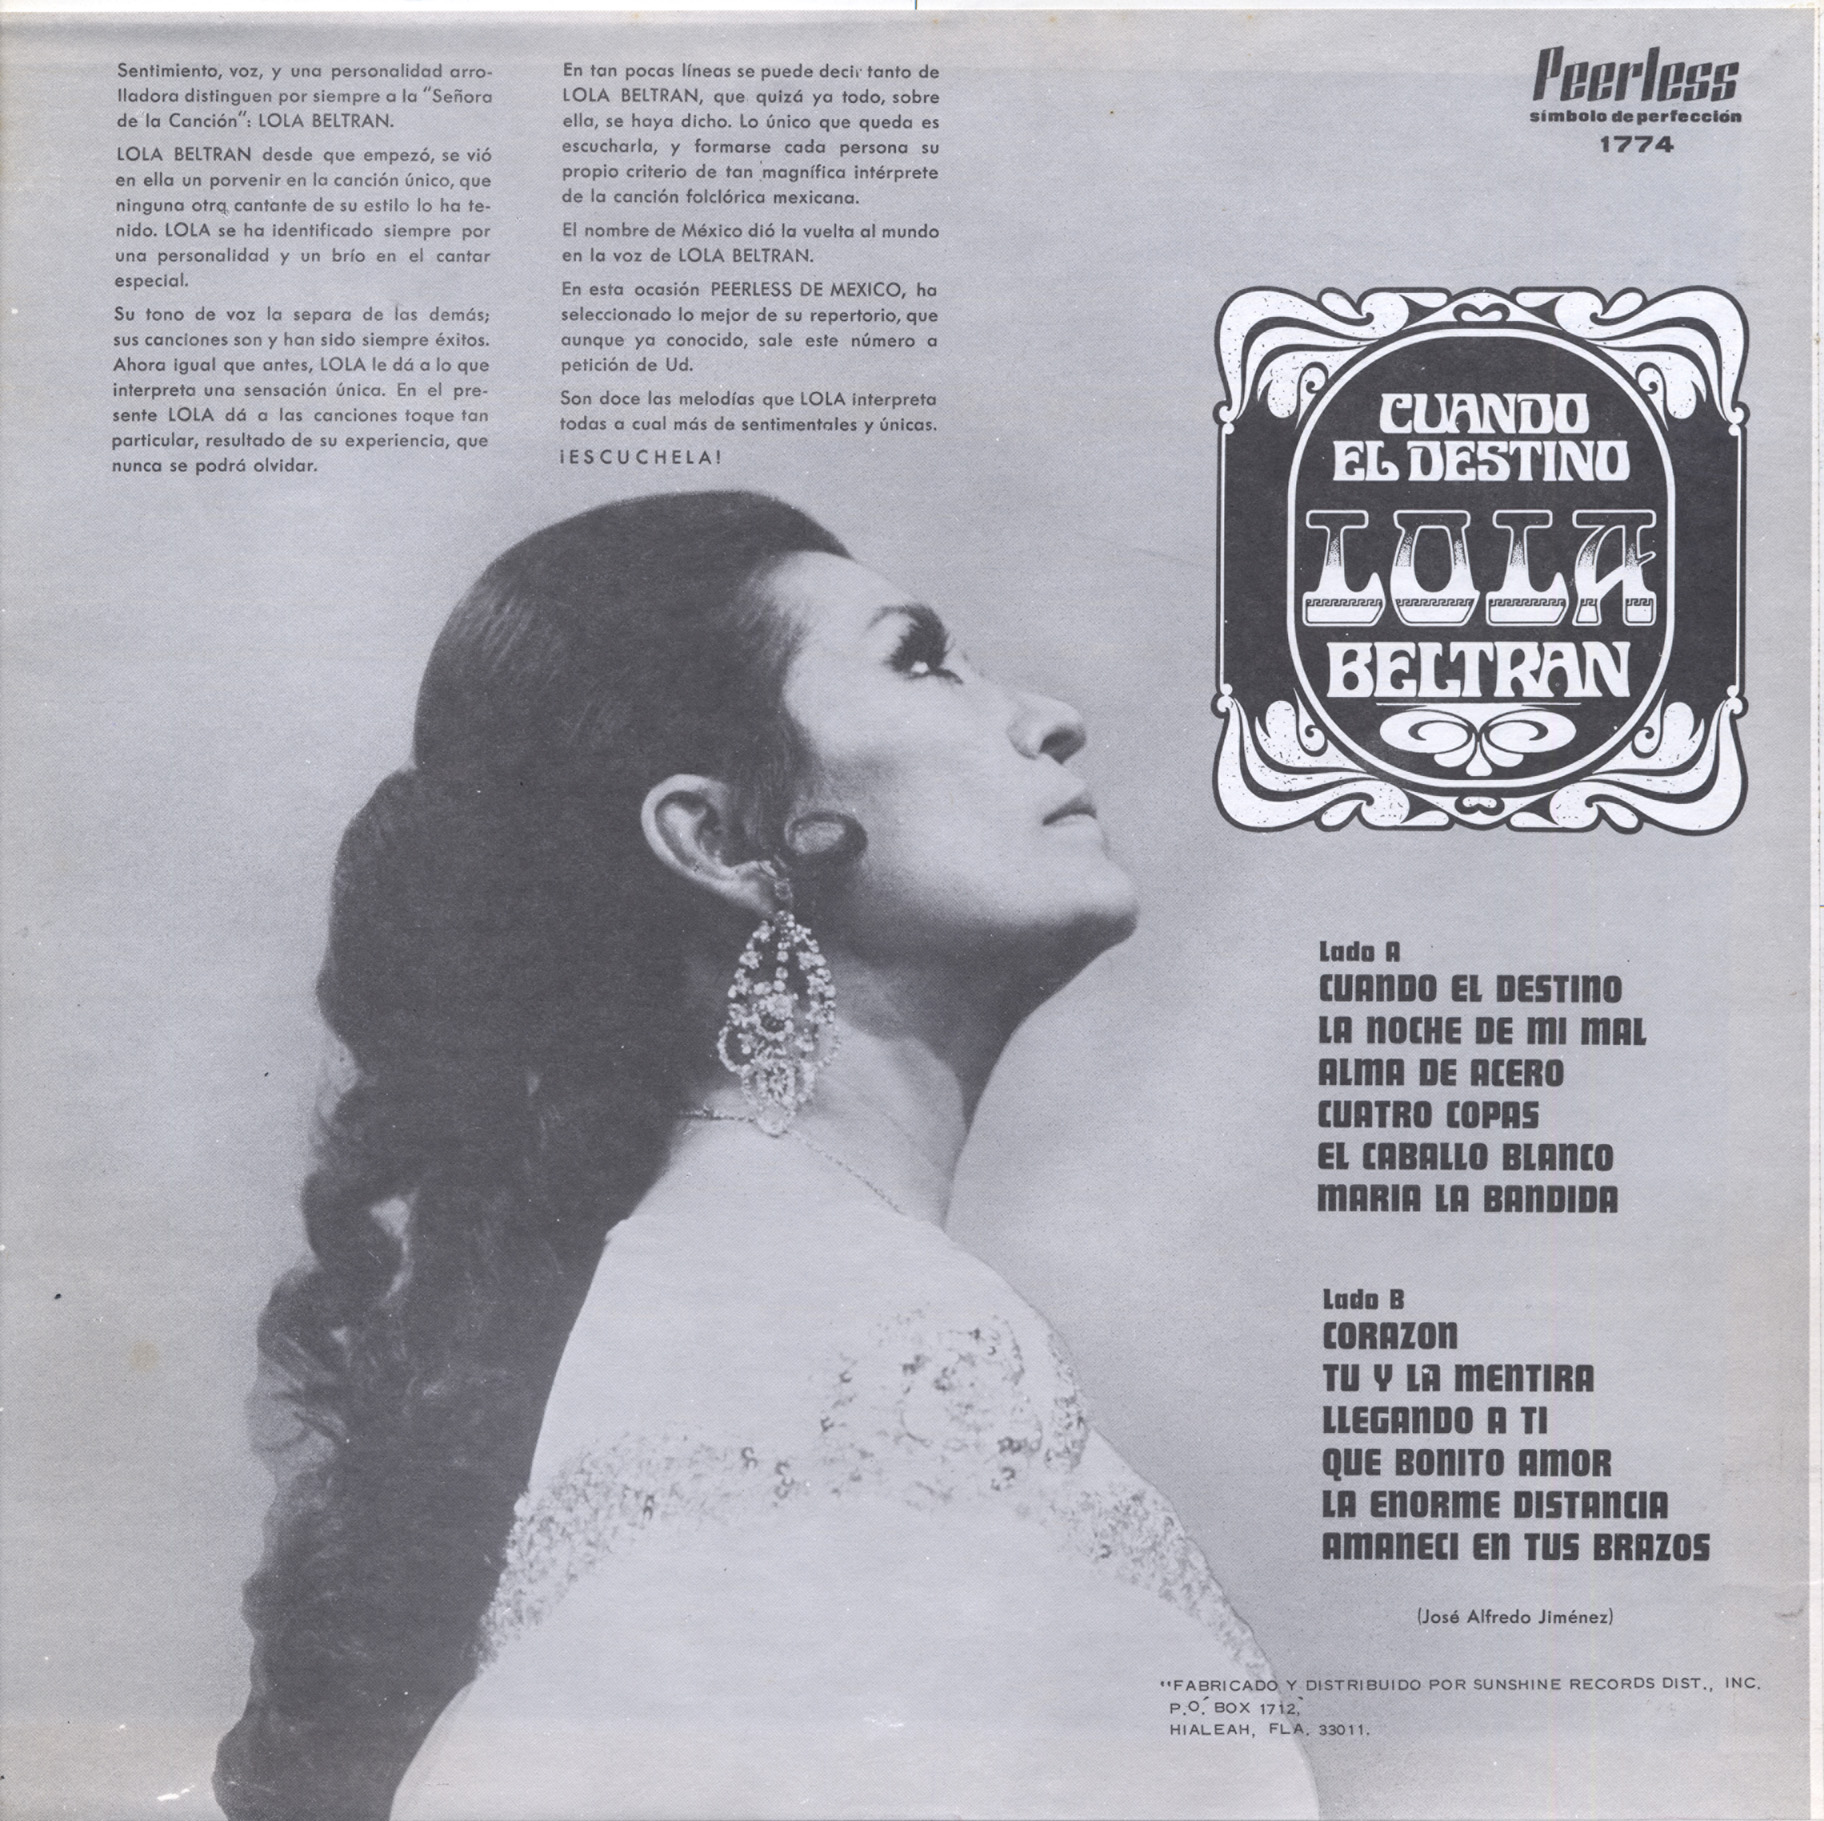 Sentimiento, voz, y una personalidad arro-
lladora distinguen por siempre a la "Señora
de la Canción": LOLA BELTRAN.
LOLA BELTRAN desde que empezó, se vió
en ella un porvenir en la canción único, que
ninguna otra cantante de su estilo lo ha te-
nido. LOLA se ha identificado siempre por
una personalidad y un brío en el cantar
especial.
Su tono de voz la separa de las demás;
sus canciones son y han sido siempre éxitos.
Ahora igual que antes, LOLA le dá a lo que
interpreta una sensación única. En el pre-
sente LOLA dá a las canciones toque tan
particular, resultado de su experiencia, que
nunca se podrá olvidar.
En tan pocas líneas se puede decir tanto de
LOLA BELTRAN, que quizá ya todo, sobre
ella, se haya dicho. Lo único que queda es
escucharla, y formarse cada persona su
propio criterio de tan magnífica intérprete
de la canción folclórica mexicana.
El nombre de México dió la vuelta al mundo
en la voz de LOLA BELTRAN.
En esta ocasión PEERLESS DE MEXICO, ha
seleccionado lo mejor de su repertorio, que
aunque ya conocido, sale este número a
petición de Ud.
Son doce las melodías que LOLA interpreta
todas a cual más de sentimentales y únicas.
¡ESCUCHELA!
Peerless
símbolo de perfección
1774
CUANDO
EL DESTINO
LOLA
BELTRAN
Lado A
CUANDO EL DESTINO
LA NOCHE DE MI MAL
ALMA DE ACERO
CUATRO COPAS
EL CABALLO BLANCO
MARIA LA BANDIDA
Lado B
CORAZON
TU Y LA MENTIRA
LLEGANDO A TI
QUE BONITO AMOR
LA ENORME DISTANCIA
AMANECI EN TUS BRAZOS
(José Alfredo Jiménez)
"FABRICADO Y DISTRIBUIDO POR SUNSHINE RECORDS DIST., INC.
P.O. BOX 1712,
HIALEAH, FLA. 33011.